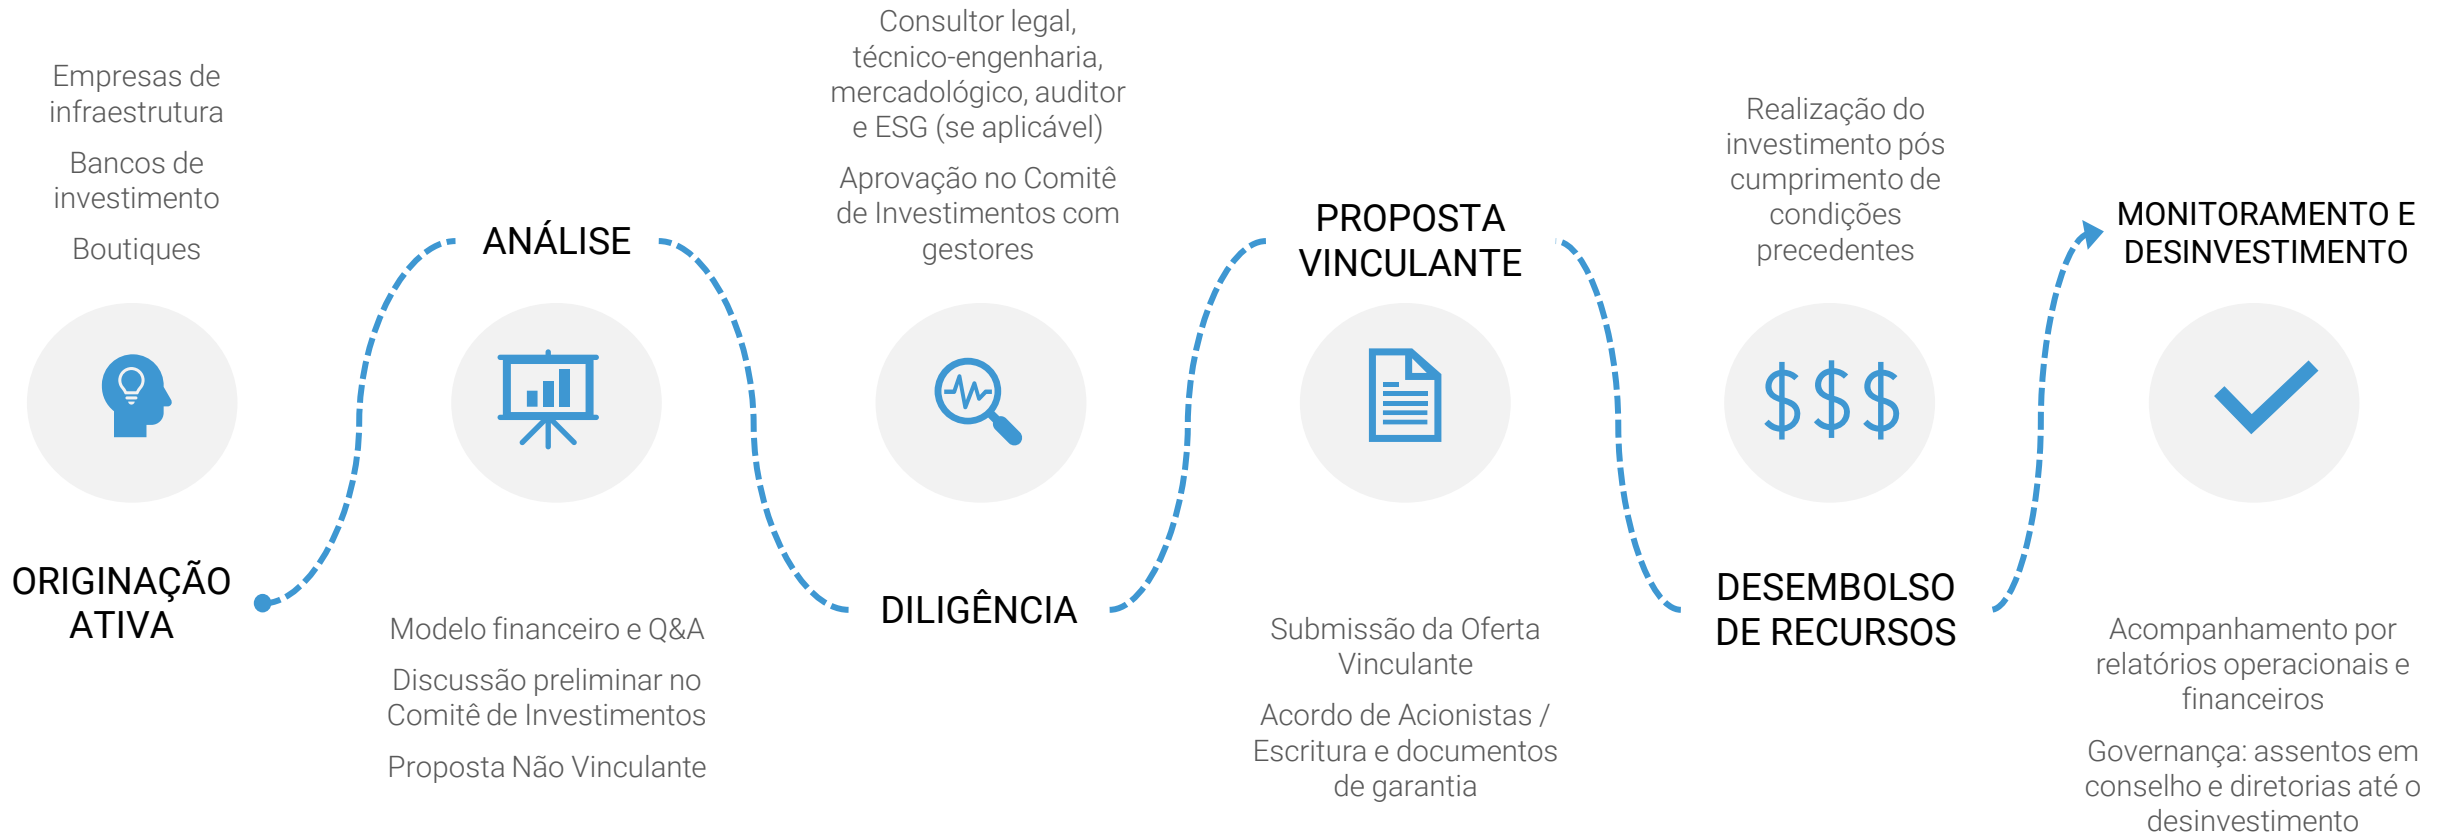 Empresas de
infraestrutura
Bancos de
investimento
Boutiques
ORIGINAÇÃO
ATIVA
ANÁLISE
Modelo financeiro e Q&A
Discussão preliminar no
Comitê de Investimentos
Proposta Não Vinculante
Consultor legal,
técnico-engenharia,
mercadológico, auditor
e ESG (se aplicável)
Aprovação no Comitê
de Investimentos com
gestores
DILIGÊNCIA
PROPOSTA
VINCULANTE
Submissão da Oferta
Vinculante
Acordo de Acionistas /
Escritura e documentos
de garantia
Realização do
investimento pós
cumprimento de
condições
precedentes
$$$
DESEMBOLSO
DE RECURSOS
MONITORAMENTO E
DESINVESTIMENTO
Acompanhamento por
relatórios operacionais e
financeiros
Governança: assentos em
conselho e diretorias até o
desinvestimento